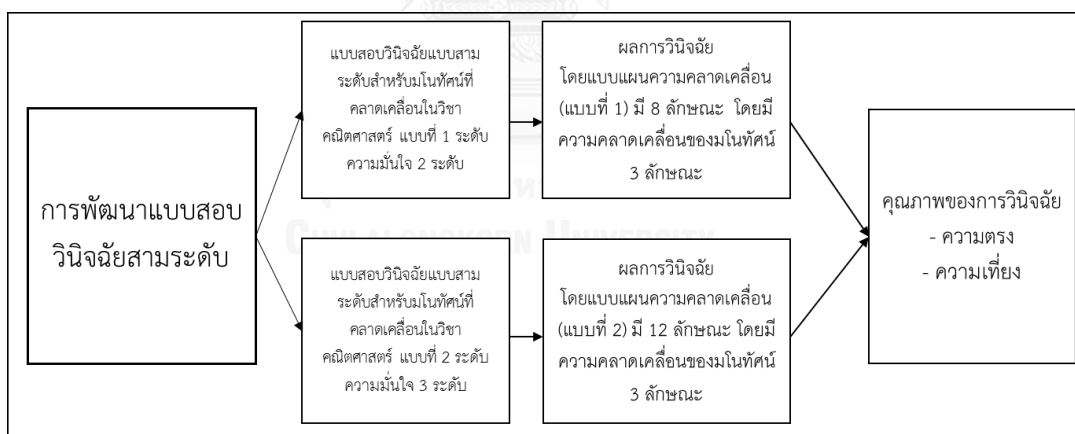 การพัฒนาแบบสอบ
วินิจฉัยสามระดับ
แบบสอบวินิจฉัยแบบสาม
ระดับสำหรับมโนทัศน์ที่
คลาดเคลื่อนในวิชา
คณิตศาสตร์ แบบที่ 1 ระดับ
ความมั่นใจ 2 ระดับ
ผลการวินิจฉัย
โดยแบบแผนความคลาดเคลื่อน
(แบบที่ 1) มี 8 ลักษณะ โดยมี
ความคลาดเคลื่อนของมโนทัศน์
3 ลักษณะ
แบบสอบวินิจฉัยแบบสาม
ระดับสำหรับมโนทัศน์ที่
คลาดเคลื่อนในวิชา
คณิตศาสตร์ แบบที่ 2 ระดับ
ความมั่นใจ 3 ระดับ
ผลการวินิจฉัย
โดยแบบแผนความคลาดเคลื่อน
(แบบที่ 2) มี 12 ลักษณะ โดยมี
ความคลาดเคลื่อนของมโนทัศน์
3 ลักษณะ
คุณภาพของการวินิจฉัย
- ความตรง
- ความเที่ยง